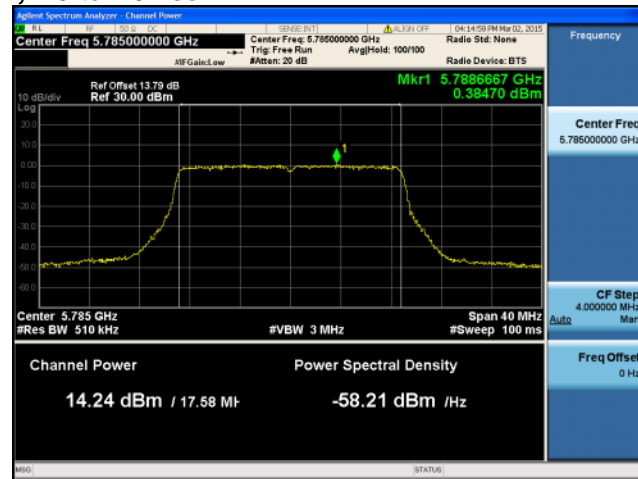 Agilent Spectrum Analyzer - Channel Power
RL RF 50 Ω DC SENSE:INT ALIGN OFF 04:14:59 PM Mar 02, 2015
Center Freq 5.785000000 GHz
Center Freq: 5.785000000 GHz
Radio Std: None
Trig: Free Run Avg|Hold: 100/100
#IFGain:Low #Atten: 20 dB Radio Device: BTS
Frequency
Ref Offset 13.79 dB
10 dB/div Ref 30.00 dBm
Mkr1 5.7886667 GHz
0.38470 dBm
Log
20.0
10.0
0.00
-10.0
-20.0
-30.0
-40.0
-50.0
-60.0
1
Center 5.785 GHz Span 40 MHz
#Res BW 510 kHz #VBW 3 MHz #Sweep 100 ms
Channel Power Power Spectral Density
14.24 dBm / 17.58 MH -58.21 dBm /Hz
Center Freq
5.785000000 GHz
CF Step
4.000000 MHz
Auto Man
Freq Offset
0 Hz
MSG STATUS